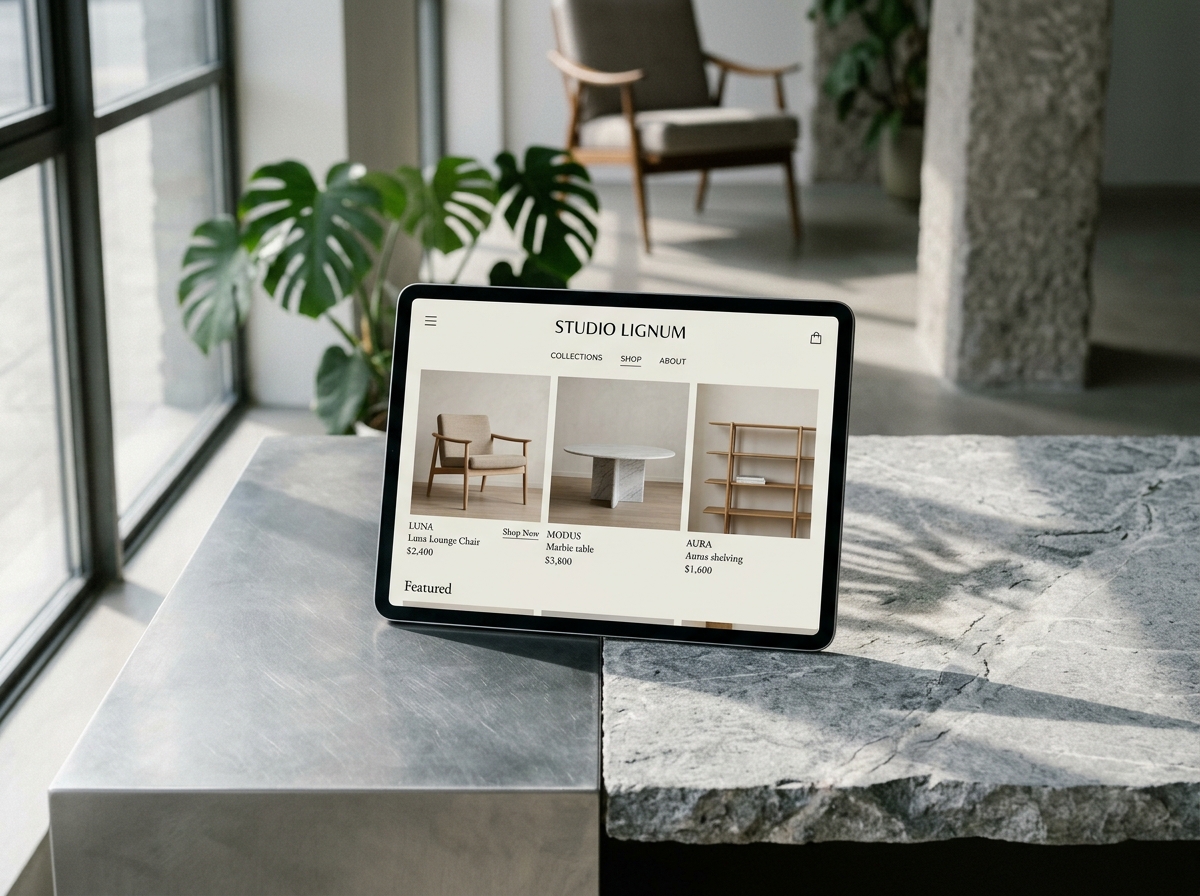 STUDIO LIGNUM
COLLECTIONS SHOP ABOUT
LUNA
Luna Lounge Chair
$2,400
Shop Now
MODUS
Marble table
$3,800
AURA
Auras shelving
$1,600
Featured